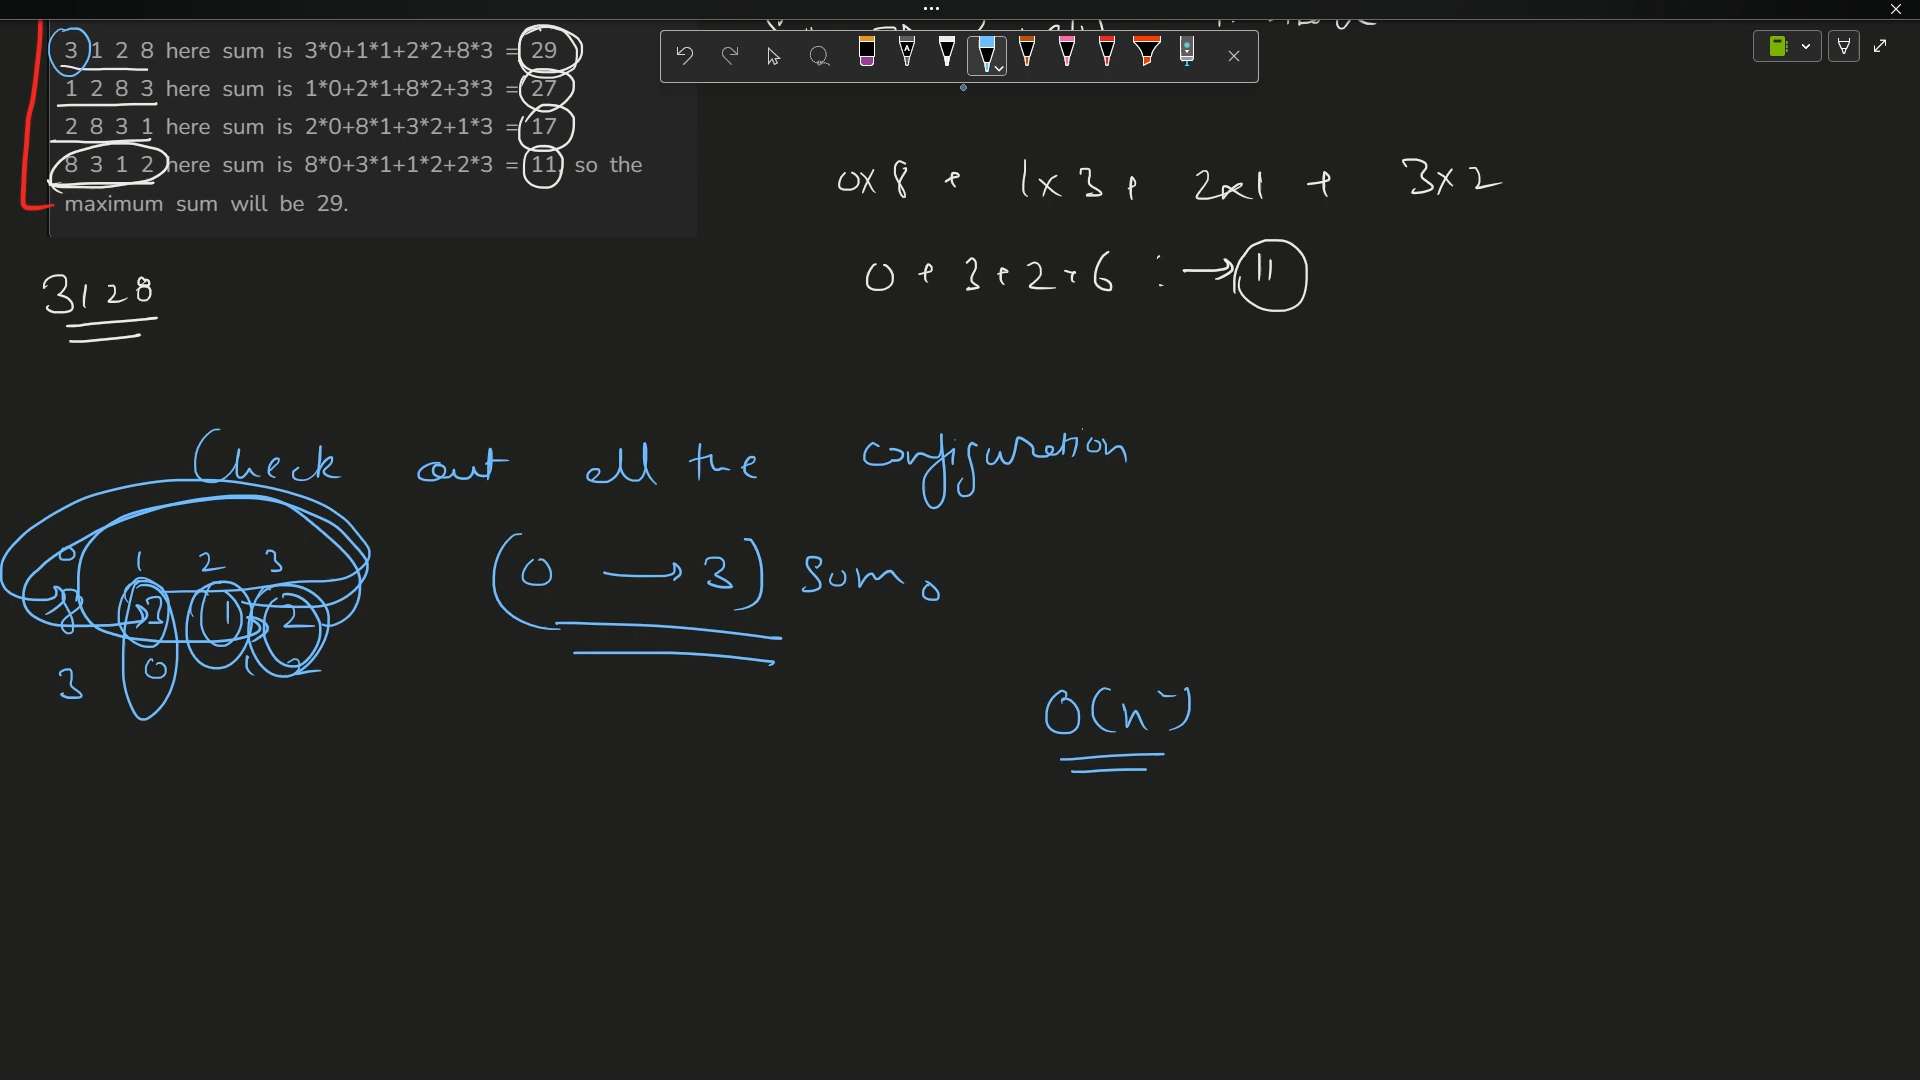 3 1 2 8 here sum is 3*0+1*1+2*2+8*3 = 29
1 2 8 3 here sum is 1*0+2*1+8*2+3*3 = 27
2 8 3 1 here sum is 2*0+8*1+3*2+1*3 = 17
8 3 1 2 here sum is 8*0+3*1+1*2+2*3 = 11. so the
maximum sum will be 29.
0x8 + 1x3 + 2x1 + 3x2
0 + 3 + 2 + 6 : → 11
3128
Check out all the configuration
0 1 2 3
8 3 1 2
3 0 1 2
(0 → 3) sum.
O(n²)